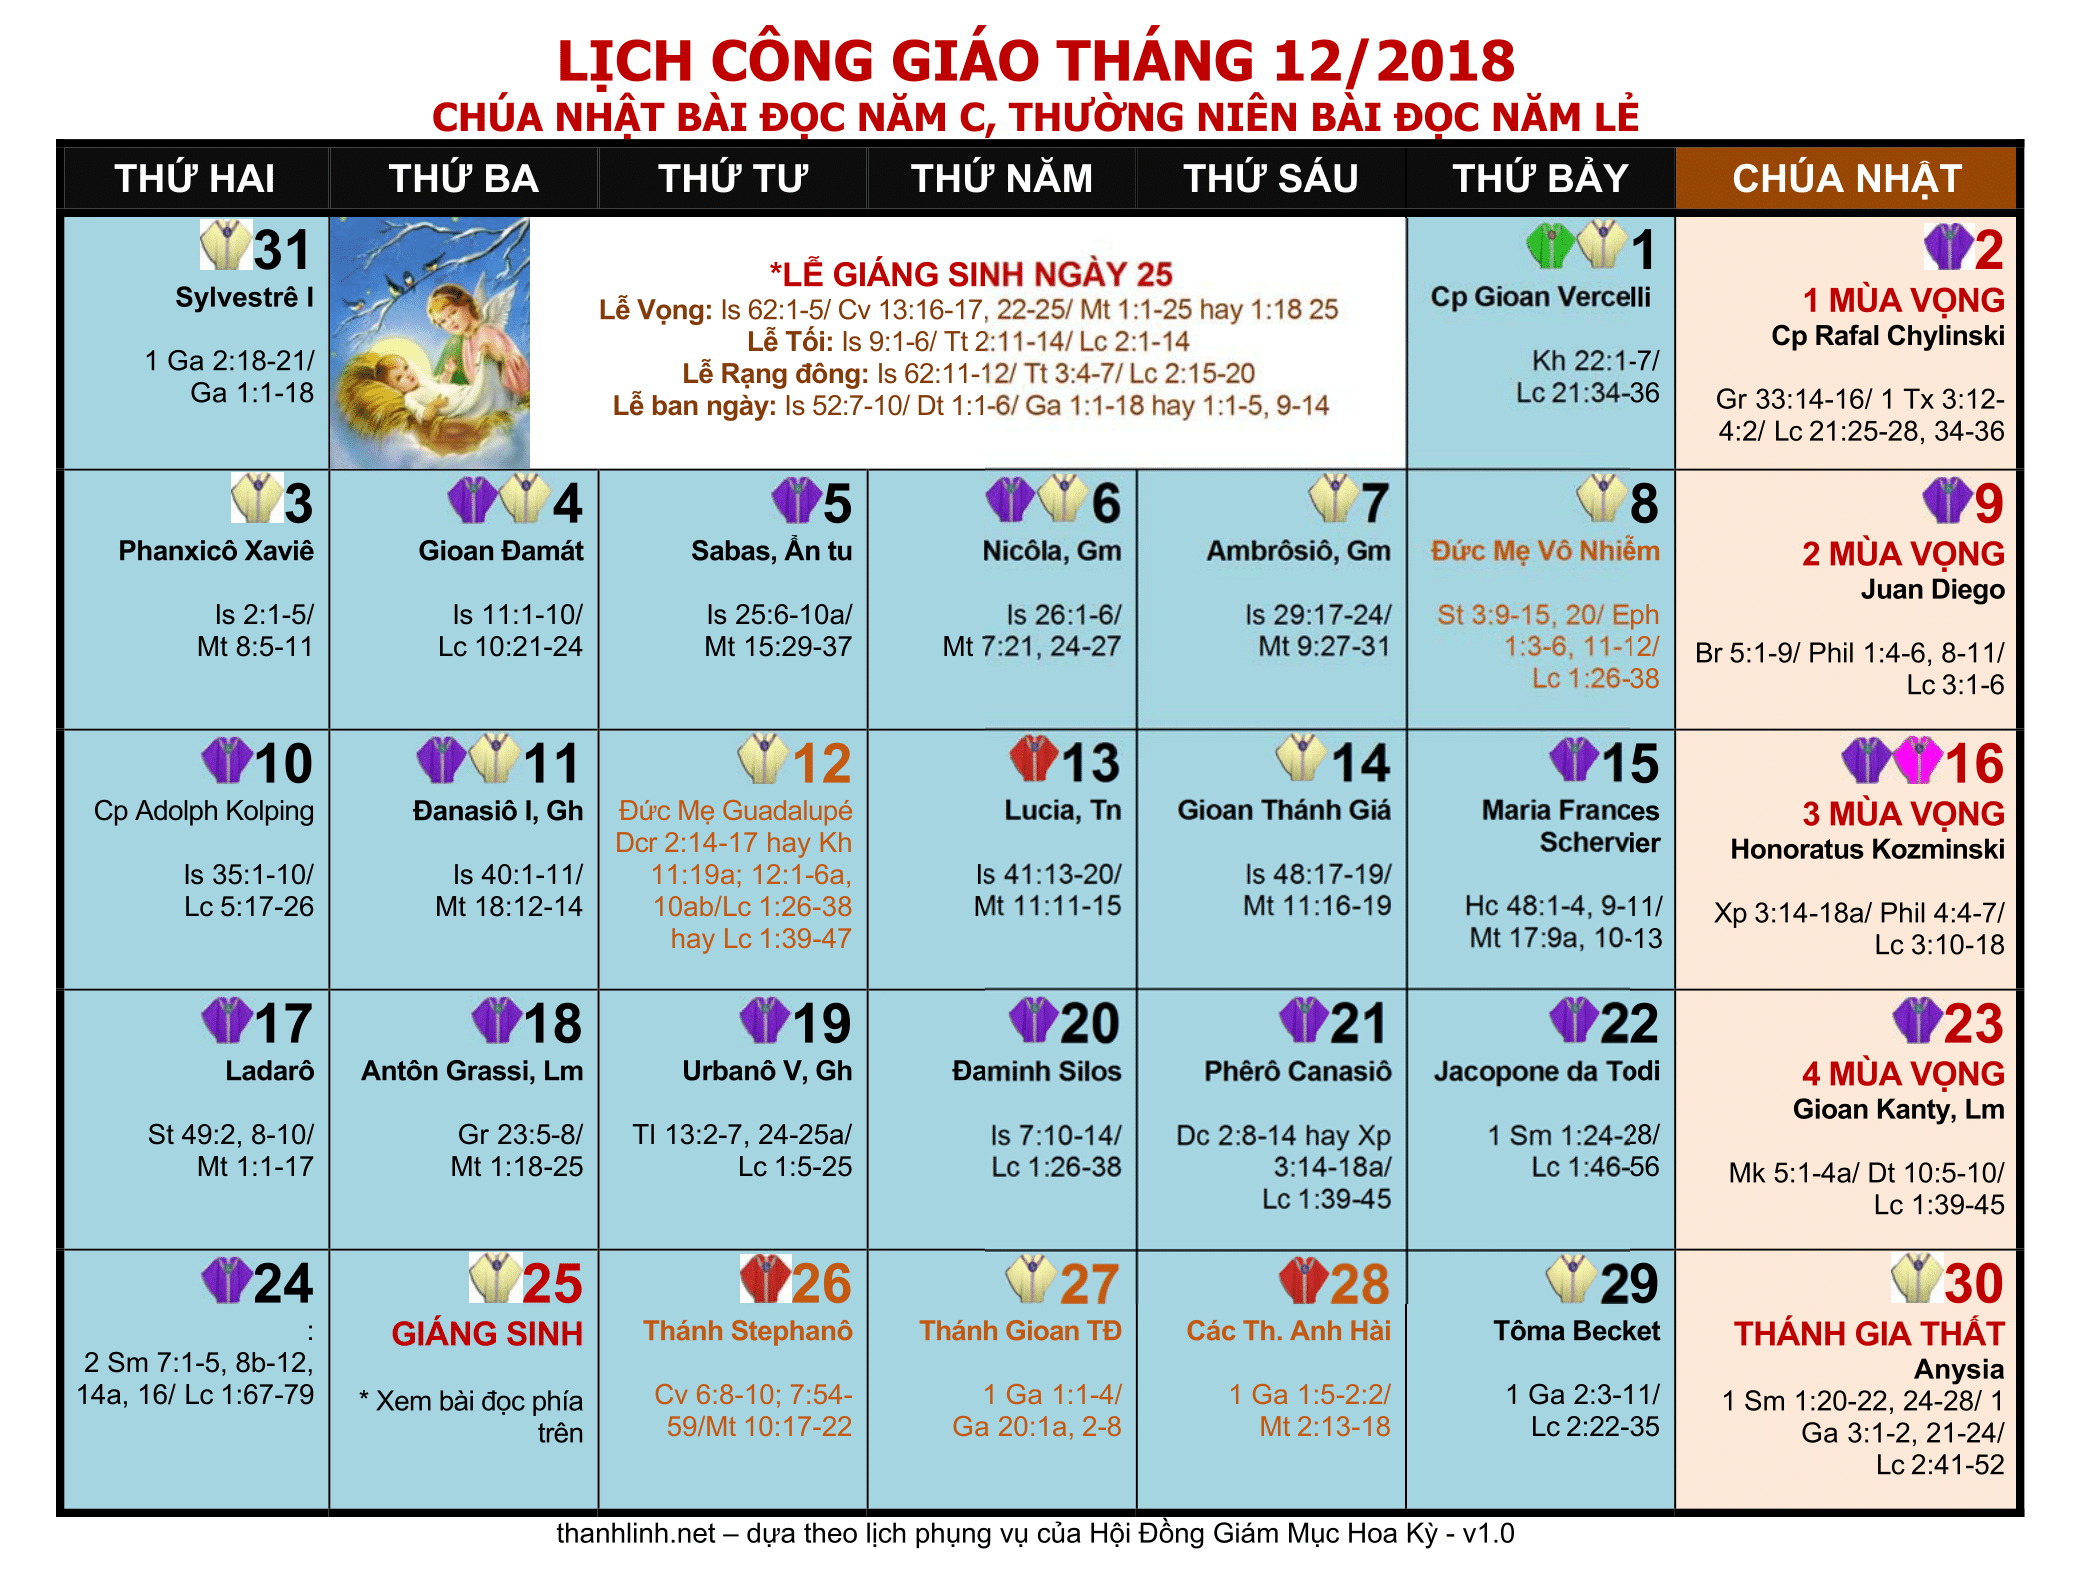 LỊCH CÔNG GIÁO THÁNG 12/2018
CHÚA NHẬT BÀI ĐỌC NĂM C, THƯỜNG NIÊN BÀI ĐỌC NĂM LẺ
THỨ HAI
THỨ BA
THỨ TƯ
THỨ NĂM
THỨ SÁU
THỨ BẢY
CHÚA NHẬT
31
Sylvestrê I
1 Ga 2:18-21/
Ga 1:1-18
*LỄ GIÁNG SINH NGÀY 25
Lễ Vọng: Is 62:1-5/ Cv 13:16-17, 22-25/ Mt 1:1-25 hay 1:18 25
Lễ Tối: Is 9:1-6/ Tt 2:11-14/ Lc 2:1-14
Lễ Rạng đông: Is 62:11-12/ Tt 3:4-7/ Lc 2:15-20
Lễ ban ngày: Is 52:7-10/ Dt 1:1-6/ Ga 1:1-18 hay 1:1-5, 9-14
1
Cp Gioan Vercelli
Kh 22:1-7/
Lc 21:34-36
2
1 MÙA VỌNG
Cp Rafal Chylinski
Gr 33:14-16/ 1 Tx 3:12-
4:2/ Lc 21:25-28, 34-36
3
Phanxicô Xaviê
Is 2:1-5/
Mt 8:5-11
4
Gioan Đamát
Is 11:1-10/
Lc 10:21-24
5
Sabas, Ẩn tu
Is 25:6-10a/
Mt 15:29-37
6
Nicôla, Gm
Is 26:1-6/
Mt 7:21, 24-27
7
Ambrôsiô, Gm
Is 29:17-24/
Mt 9:27-31
8
Đức Mẹ Vô Nhiễm
St 3:9-15, 20/ Eph
1:3-6, 11-12/
Lc 1:26-38
9
2 MÙA VỌNG
Juan Diego
Br 5:1-9/ Phil 1:4-6, 8-11/
Lc 3:1-6
10
Cp Adolph Kolping
Is 35:1-10/
Lc 5:17-26
11
Đanasiô I, Gh
Is 40:1-11/
Mt 18:12-14
12
Đức Mẹ Guadalupé
Dcr 2:14-17 hay Kh
11:19a; 12:1-6a,
10ab/Lc 1:26-38
hay Lc 1:39-47
13
Lucia, Tn
Is 41:13-20/
Mt 11:11-15
14
Gioan Thánh Giá
Is 48:17-19/
Mt 11:16-19
15
Maria Frances
Schervier
Hc 48:1-4, 9-11/
Mt 17:9a, 10-13
16
3 MÙA VỌNG
Honoratus Kozminski
Xp 3:14-18a/ Phil 4:4-7/
Lc 3:10-18
17
Ladarô
St 49:2, 8-10/
Mt 1:1-17
18
Antôn Grassi, Lm
Gr 23:5-8/
Mt 1:18-25
19
Urbanô V, Gh
Tl 13:2-7, 24-25a/
Lc 1:5-25
20
Đaminh Silos
Is 7:10-14/
Lc 1:26-38
21
Phêrô Canasiô
Dc 2:8-14 hay Xp
3:14-18a/
Lc 1:39-45
22
Jacopone da Todi
1 Sm 1:24-28/
Lc 1:46-56
23
4 MÙA VỌNG
Gioan Kanty, Lm
Mk 5:1-4a/ Dt 10:5-10/
Lc 1:39-45
24
:
2 Sm 7:1-5, 8b-12,
14a, 16/ Lc 1:67-79
25
GIÁNG SINH
* Xem bài đọc phía
trên
26
Thánh Stephanô
Cv 6:8-10; 7:54-
59/Mt 10:17-22
27
Thánh Gioan TĐ
1 Ga 1:1-4/
Ga 20:1a, 2-8
28
Các Th. Anh Hài
1 Ga 1:5-2:2/
Mt 2:13-18
29
Tôma Becket
1 Ga 2:3-11/
Lc 2:22-35
30
THÁNH GIA THẤT
Anysia
1 Sm 1:20-22, 24-28/ 1
Ga 3:1-2, 21-24/
Lc 2:41-52
thanhlinh.net – dựa theo lịch phụng vụ của Hội Đồng Giám Mục Hoa Kỳ - v1.0